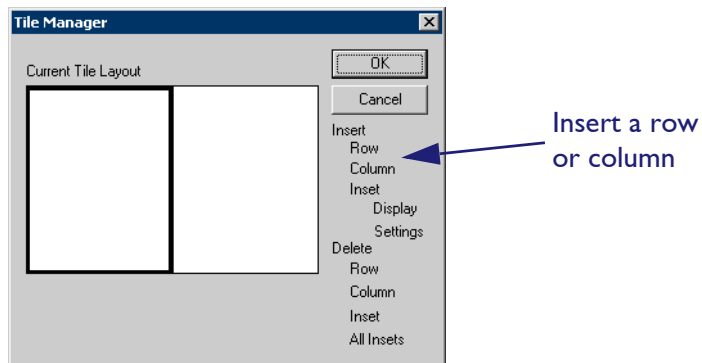 Tile Manager
Current Tile Layout
OK
Cancel
Insert
Row
Column
Inset
Display
Settings
Delete
Row
Column
Inset
All Insets
Insert a row
or column